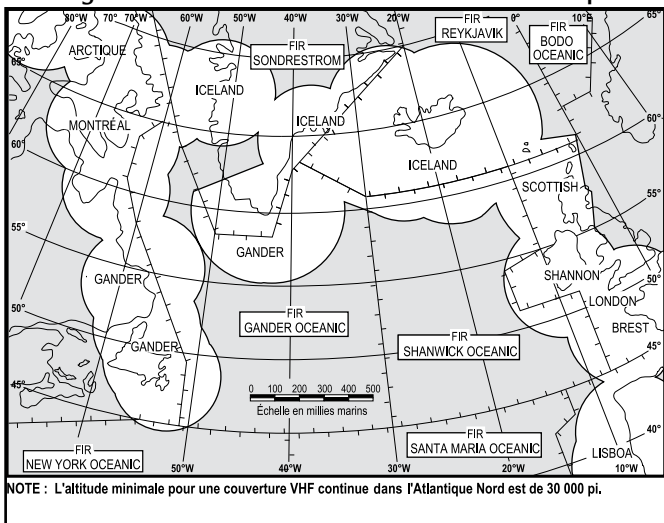 80° 70°W 60°W 50°W 40°W 30°W 20°W 10°W 0° 65°
ARCTIQUE
FIR
SONDRESTROM
FIR
REYKJAVIK
FIR
BODO
OCEANIC
65°
ICELAND
ICELAND
MONTRÉAL
60°
ICELAND
60°
SCOTTISH
55°
55°
GANDER
SHANNON
50°
GANDER
LONDON
50°
FIR
GANDER OCEANIC
BREST
GANDER
FIR
SHANWICK OCEANIC
45°
45°
0 100 200 300 400 500
Échelle en millies marins
40°
FIR
NEW YORK OCEANIC
FIR
SANTA MARIA OCEANIC
LISBOA
50°W 40°W 30°W 20°W 10°W
NOTE : L'altitude minimale pour une couverture VHF continue dans l'Atlantique Nord est de 30 000 pi.